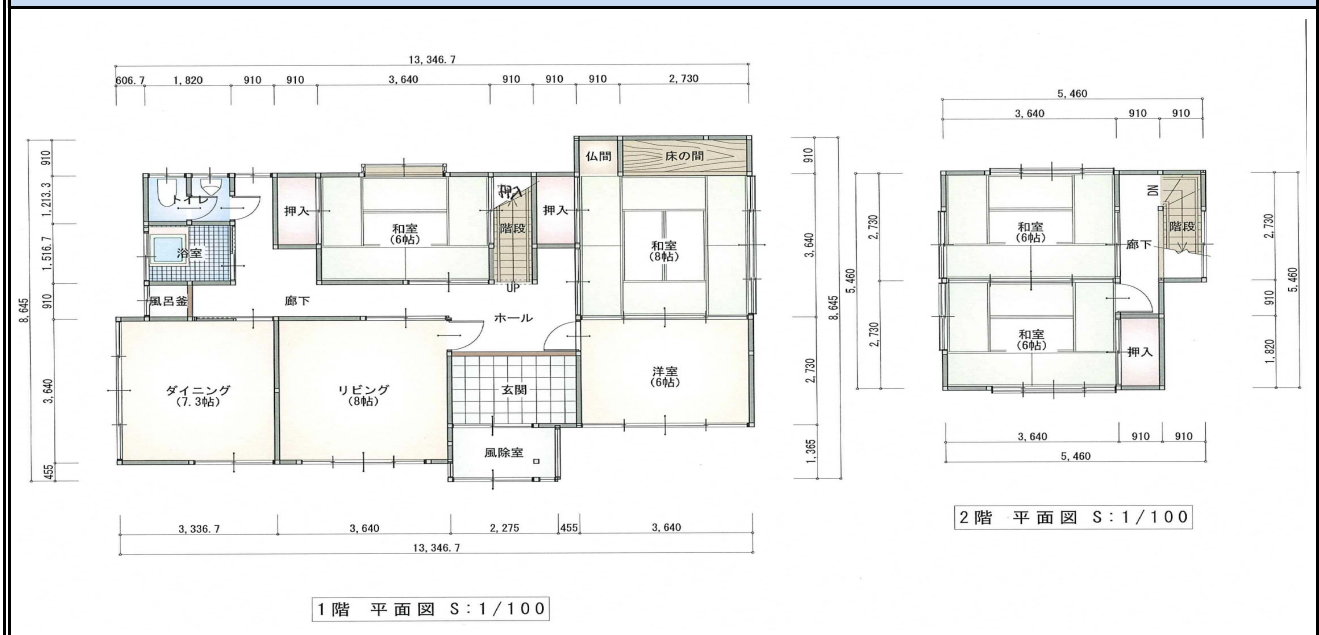 13,346.7
606.7 1,820 910 910 3,640 910 910 910 2,730
910
1,213.3
1,516.7
910
3,640
455
8,645
仏間
床の間
トイレ
押入
和室
(6帖)
階段
押入
和室
(8帖)
浴室
風呂釜
廊下
UP
ホール
ダイニング
(7.3帖)
リビング
(8帖)
玄関
洋室
(6帖)
風除室
910
3,640
2,730
1,365
8,645
3,336.7 3,640 2,275 455 3,640
13,346.7
1階 平面図 S:1/100
5,460
3,640 910 910
2,730
2,730
5,460
和室
(6帖)
DN
階段
廊下
和室
(6帖)
押入
2,730
910
1,820
5,460
3,640 910 910
5,460
2階 平面図 S:1/100